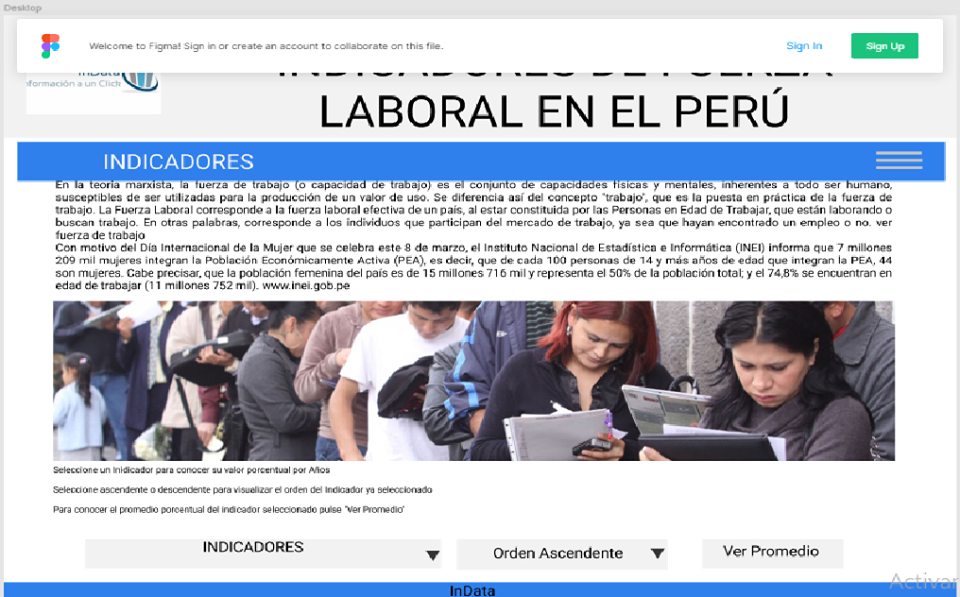 Desktop
Welcome to Figma! Sign in or create an account to collaborate on this file.
Sign In
Sign Up
InData
nformación a un Click
INDICADORES DE FUERZA
LABORAL EN EL PERÚ
INDICADORES
En la teoría marxista, la fuerza de trabajo (o capacidad de trabajo) es el conjunto de capacidades físicas y mentales, inherentes a todo ser humano,
susceptibles de ser utilizadas para la producción de un valor de uso. Se diferencia así del concepto "trabajo", que es la puesta en práctica de la fuerza de
trabajo. La Fuerza Laboral corresponde a la fuerza laboral efectiva de un país, al estar constituida por las Personas en Edad de Trabajar, que están laborando o
buscan trabajo. En otras palabras, corresponde a los individuos que participan del mercado de trabajo, ya sea que hayan encontrado un empleo o no. ver
fuerza de trabajo
Con motivo del Día Internacional de la Mujer que se celebra este 8 de marzo, el Instituto Nacional de Estadística e Informática (INEI) informa que 7 millones
209 mil mujeres integran la Población Económicamente Activa (PEA), es decir, que de cada 100 personas de 14 y más años de edad que integran la PEA, 44
son mujeres. Cabe precisar, que la población femenina del país es de 15 millones 716 mil y representa el 50% de la población total; y el 74,8% se encuentran en
edad de trabajar (11 millones 752 mil). www.inei.gob.pe
Seleccione un Inidicador para conocer su valor porcentual por Años
Seleccione ascendente o descendente para visualizar el orden del Indicador ya seleccionado
Para conocer el promedio porcentual del indicador seleccionado pulse "Ver Promedio"
INDICADORES
Orden Ascendente
Ver Promedio
Activar
InData